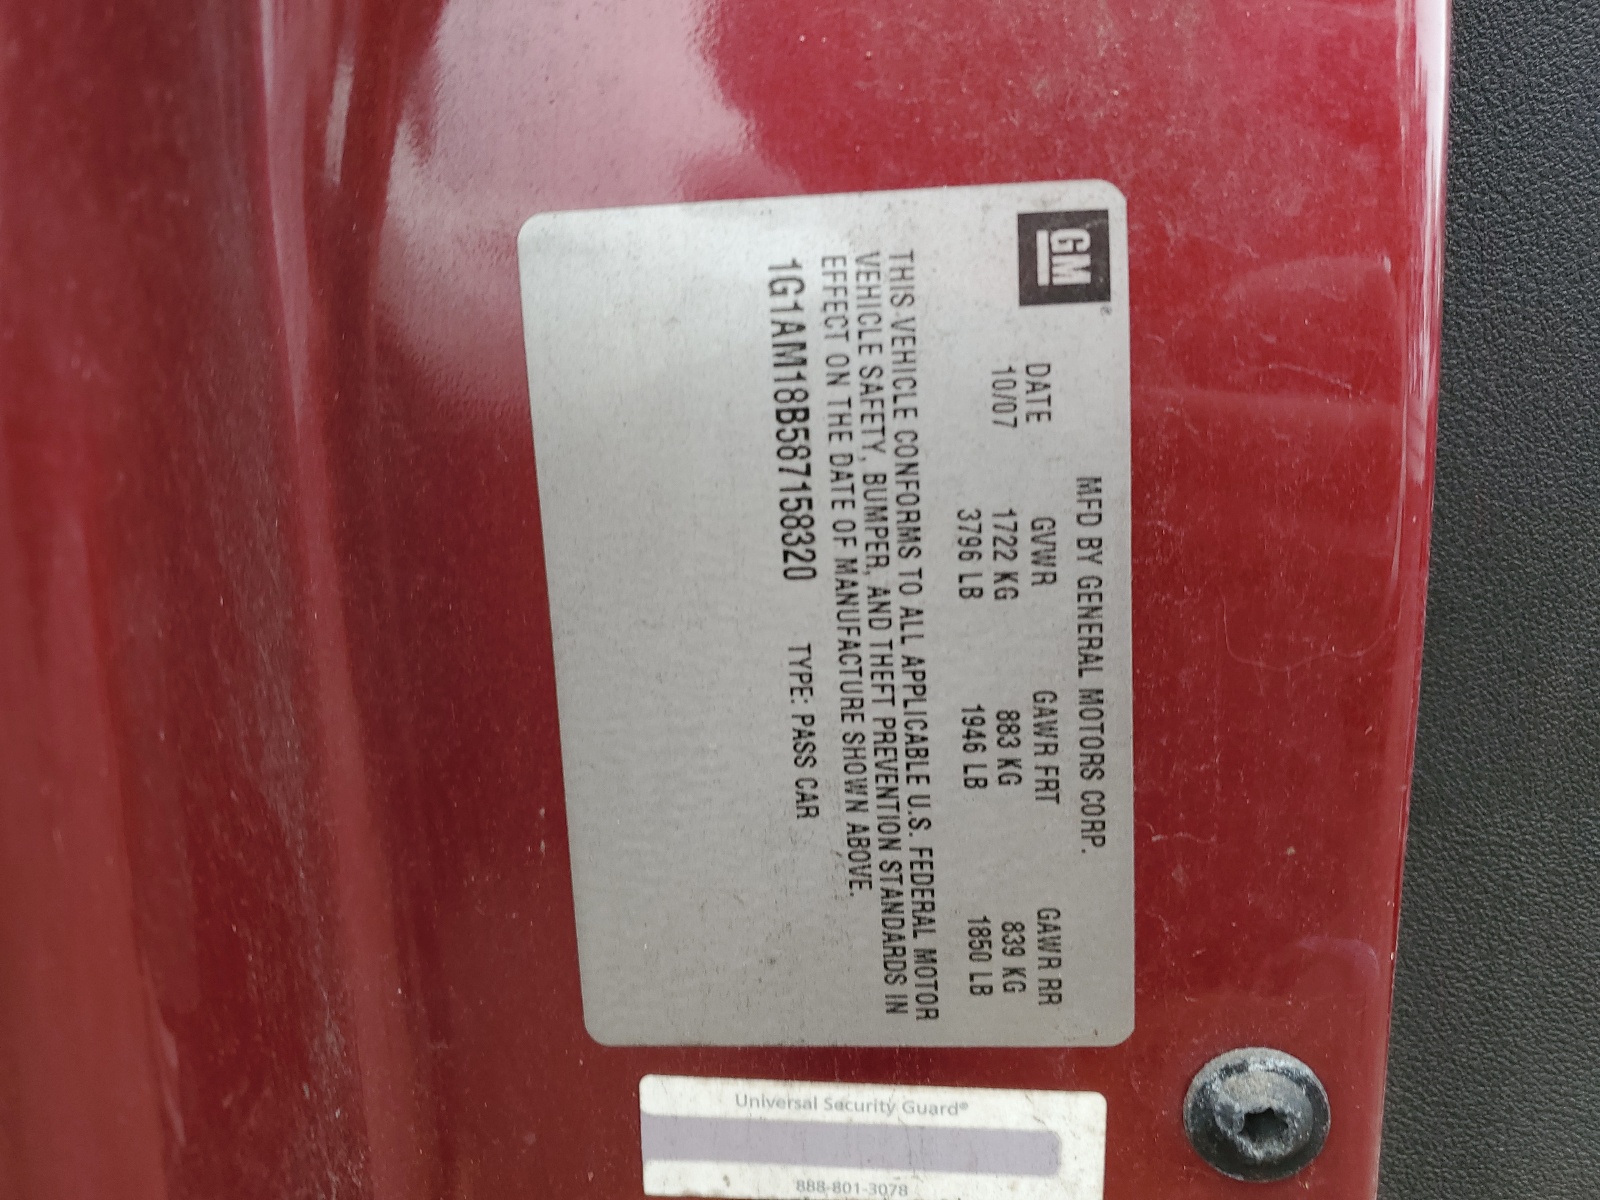 GM
MFD BY GENERAL MOTORS CORP.
DATE GVWR GAWR FRT GAWR RR
10/07 1722 KG 883 KG 839 KG
3796 LB 1946 LB 1850 LB
THIS VEHICLE CONFORMS TO ALL APPLICABLE U.S. FEDERAL MOTOR
VEHICLE SAFETY, BUMPER, AND THEFT PREVENTION STANDARDS IN
EFFECT ON THE DATE OF MANUFACTURE SHOWN ABOVE.
1G1AM18B587158320 TYPE: PASS CAR
Universal Security Guard®
888-801-3078